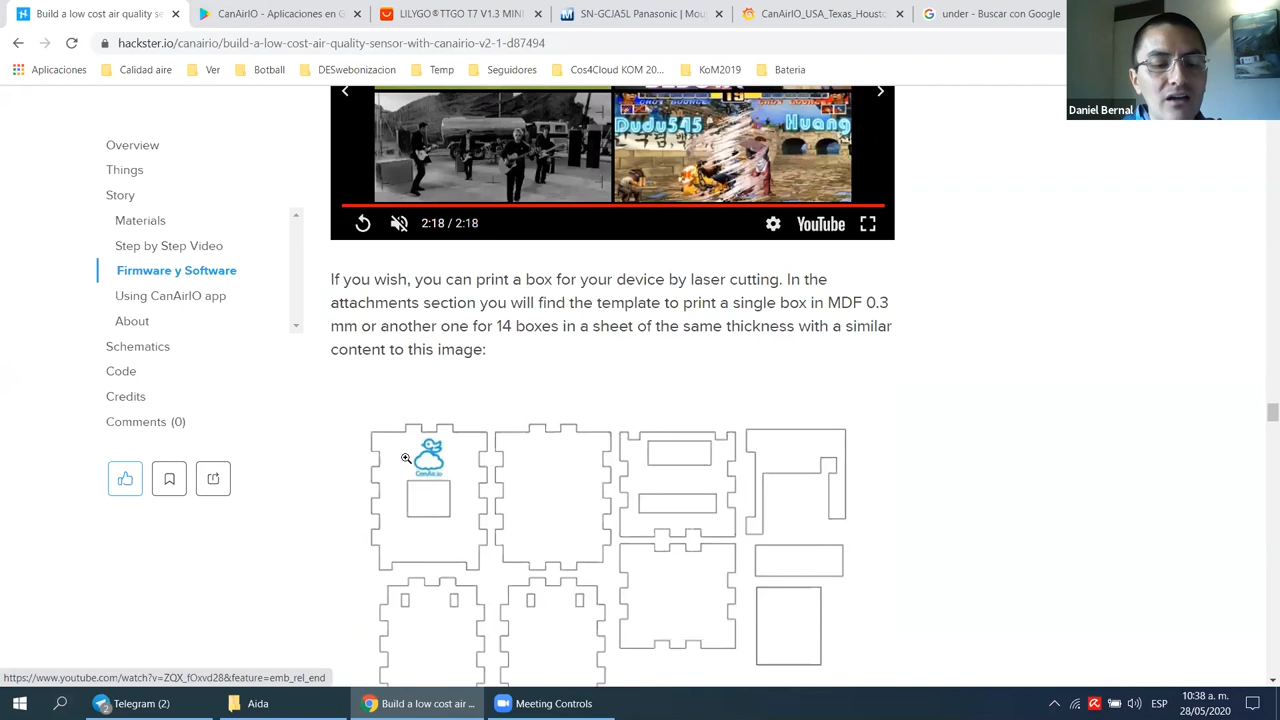 Build a low cost air quality se
CanAirIO - Aplicaciones en G
LILYGO®TTGO T7 V1.3 MINI
SN-GCJA5L Panasonic | Mou
CanAirIO_USA_Texas_Housto
under - Buscar con Google
hackster.io/canairio/build-a-low-cost-air-quality-sensor-with-canairio-v2-1-d87494
Aplicaciones
Calidad aire
Ver
Botball
DESwebonizacion
Temp
Seguidores
Cos4Cloud KOM 20...
KoM2019
Bateria
Daniel Bernal
Dudu545
Huang
2:18 / 2:18
YouTube
Overview
Things
Story
Materials
Step by Step Video
Firmware y Software
Using CanAirIO app
About
Schematics
Code
Credits
Comments (0)
If you wish, you can print a box for your device by laser cutting. In the
attachments section you will find the template to print a single box in MDF 0.3
mm or another one for 14 boxes in a sheet of the same thickness with a similar
content to this image:
CanAir.io
https://www.youtube.com/watch?v=ZQX_fOxvd28&feature=emb_rel_end
Telegram (2)
Aida
Build a low cost air ...
Meeting Controls
ESP
10:38 a. m.
28/05/2020